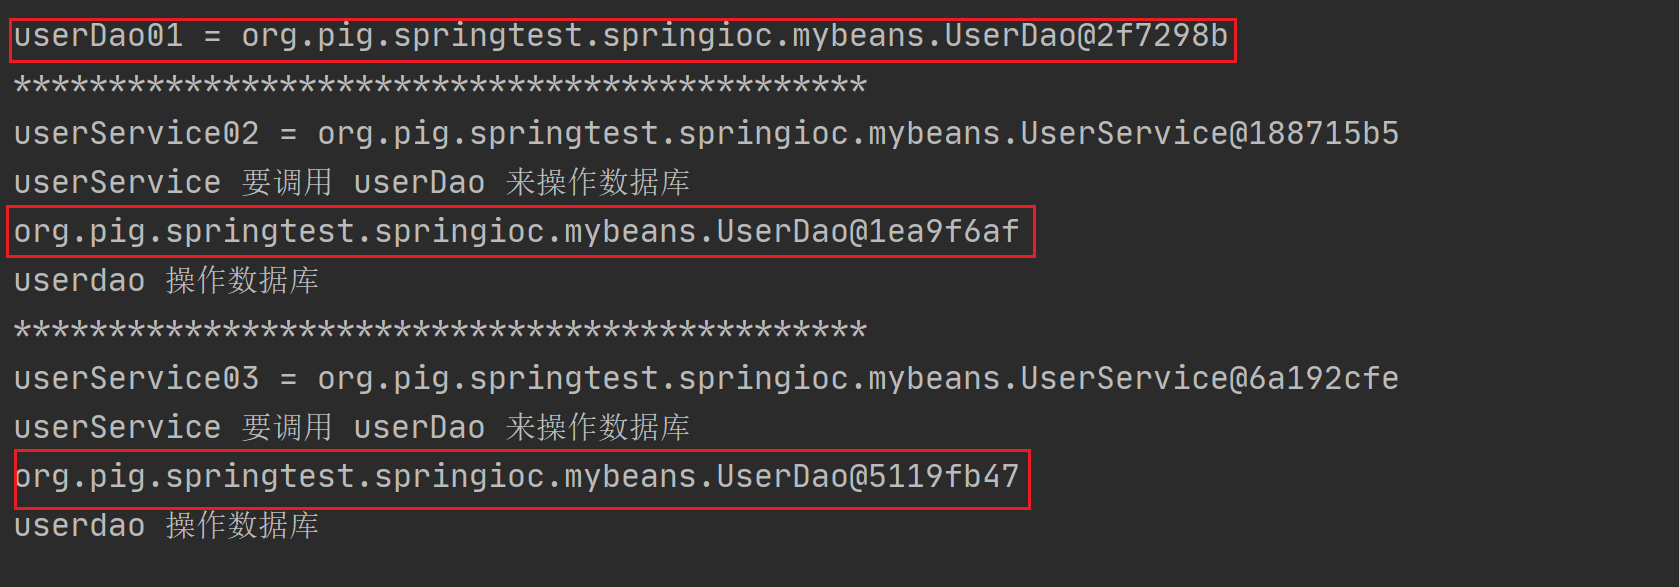 userDao01 = org.pig.springtest.springioc.mybeans.UserDao@2f7298b
*********************************************
userService02 = org.pig.springtest.springioc.mybeans.UserService@188715b5
userService 要调用 userDao 来操作数据库
org.pig.springtest.springioc.mybeans.UserDao@1ea9f6af
userdao 操作数据库
*********************************************
userService03 = org.pig.springtest.springioc.mybeans.UserService@6a192cfe
userService 要调用 userDao 来操作数据库
org.pig.springtest.springioc.mybeans.UserDao@5119fb47
userdao 操作数据库